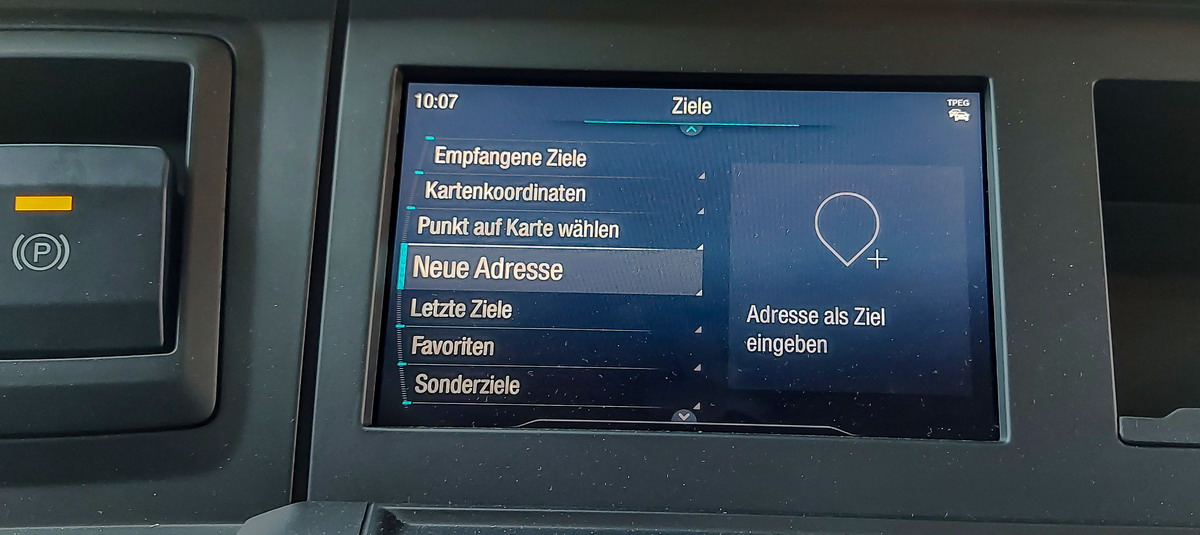 10:07
Ziele
TPEG
Empfangene Ziele
Kartenkoordinaten
Punkt auf Karte wählen
Neue Adresse
Letzte Ziele
Favoriten
Sonderziele
Adresse als Ziel
eingeben
P